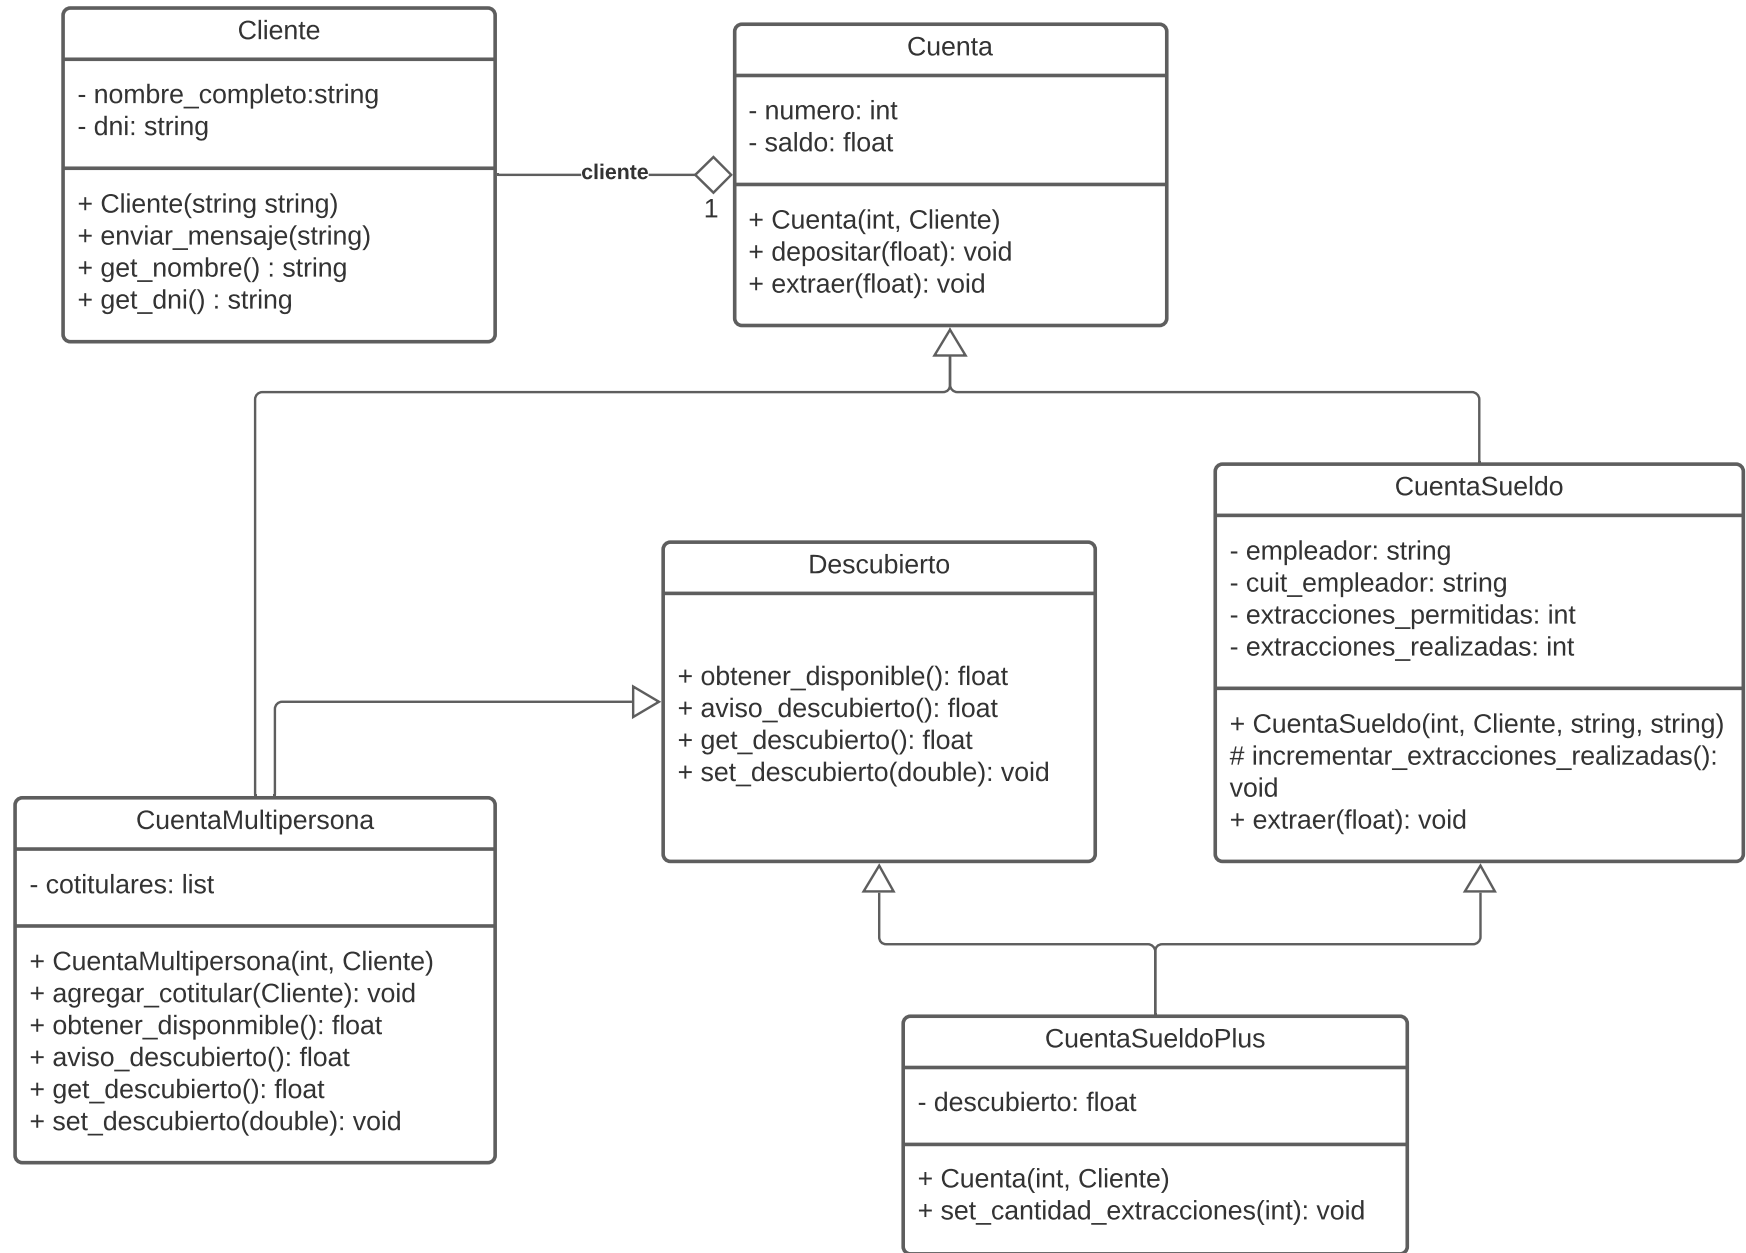 Cliente
- nombre_completo:string
- dni: string
+ Cliente(string string)
+ enviar_mensaje(string)
+ get_nombre() : string
+ get_dni() : string
cliente
1
Cuenta
- numero: int
- saldo: float
+ Cuenta(int, Cliente)
+ depositar(float): void
+ extraer(float): void
CuentaSueldo
- empleador: string
- cuit_empleador: string
- extracciones_permitidas: int
- extracciones_realizadas: int
+ CuentaSueldo(int, Cliente, string, string)
# incrementar_extracciones_realizadas():
void
+ extraer(float): void
Descubierto
+ obtener_disponible(): float
+ aviso_descubierto(): float
+ get_descubierto(): float
+ set_descubierto(double): void
CuentaMultipersona
- cotitulares: list
+ CuentaMultipersona(int, Cliente)
+ agregar_cotitular(Cliente): void
+ obtener_disponmible(): float
+ aviso_descubierto(): float
+ get_descubierto(): float
+ set_descubierto(double): void
CuentaSueldoPlus
- descubierto: float
+ Cuenta(int, Cliente)
+ set_cantidad_extracciones(int): void